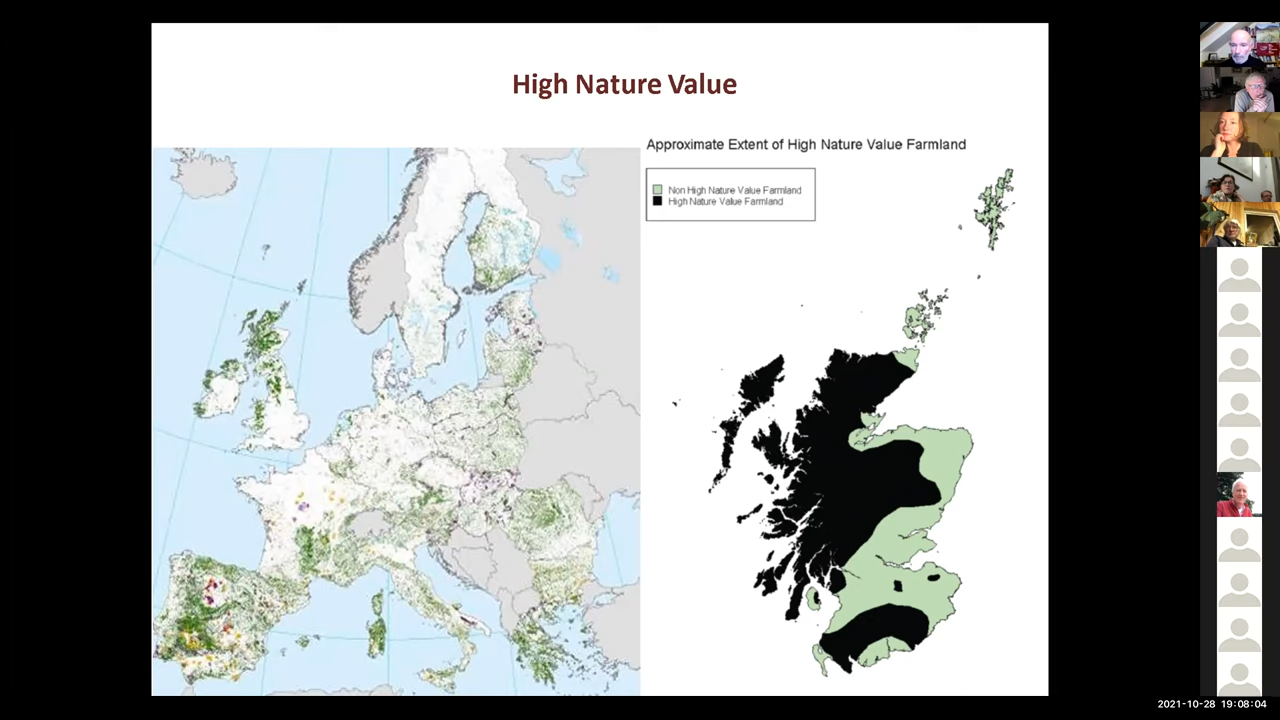 High Nature Value
Approximate Extent of High Nature Value Farmland
Non High Nature Value Farmland
High Nature Value Farmland
2021-10-28 19:08:04